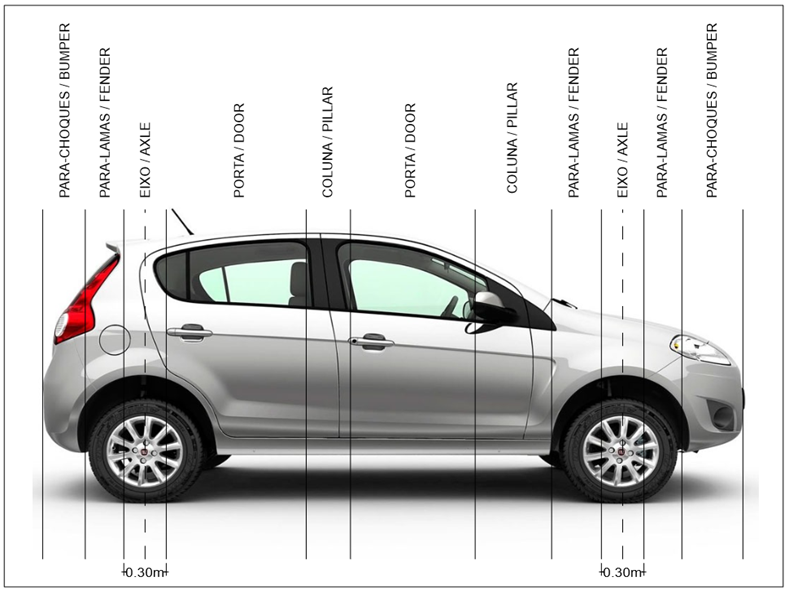 PARA-CHOQUES / BUMPER
PARA-LAMAS / FENDER
EIXO / AXLE
PORTA / DOOR
COLUNA / PILLAR
PORTA / DOOR
COLUNA / PILLAR
PARA-LAMAS / FENDER
EIXO / AXLE
PARA-LAMAS / FENDER
PARA-CHOQUES / BUMPER
0.30m
0.30m